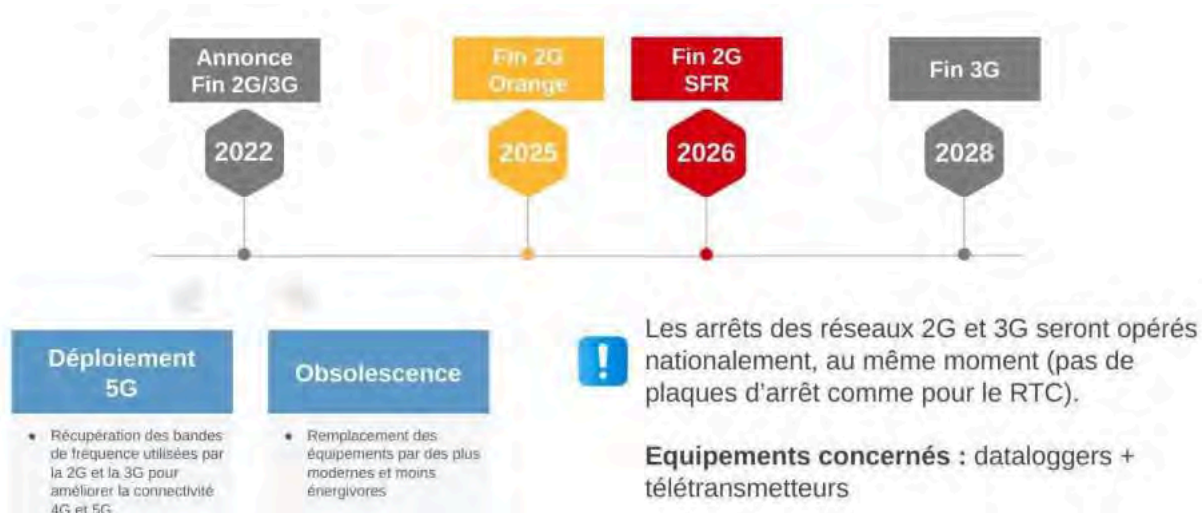 Annonce
Fin 2G/3G
Fin 2G
Orange
Fin 2G
SFR
Fin 3G
2022
2025
2026
2028
Déploiement
5G
Obsolescence
• Récupération des bandes
de fréquence utilisées par
la 2G et la 3G pour
améliorer la connectivité
4G et 5G
• Remplacement des
équipements par des plus
modernes et moins
énergivores
!
Les arrêts des réseaux 2G et 3G seront opérés
nationalement, au même moment (pas de
plaques d'arrêt comme pour le RTC).
Equipements concernés : dataloggers +
télétransmetteurs